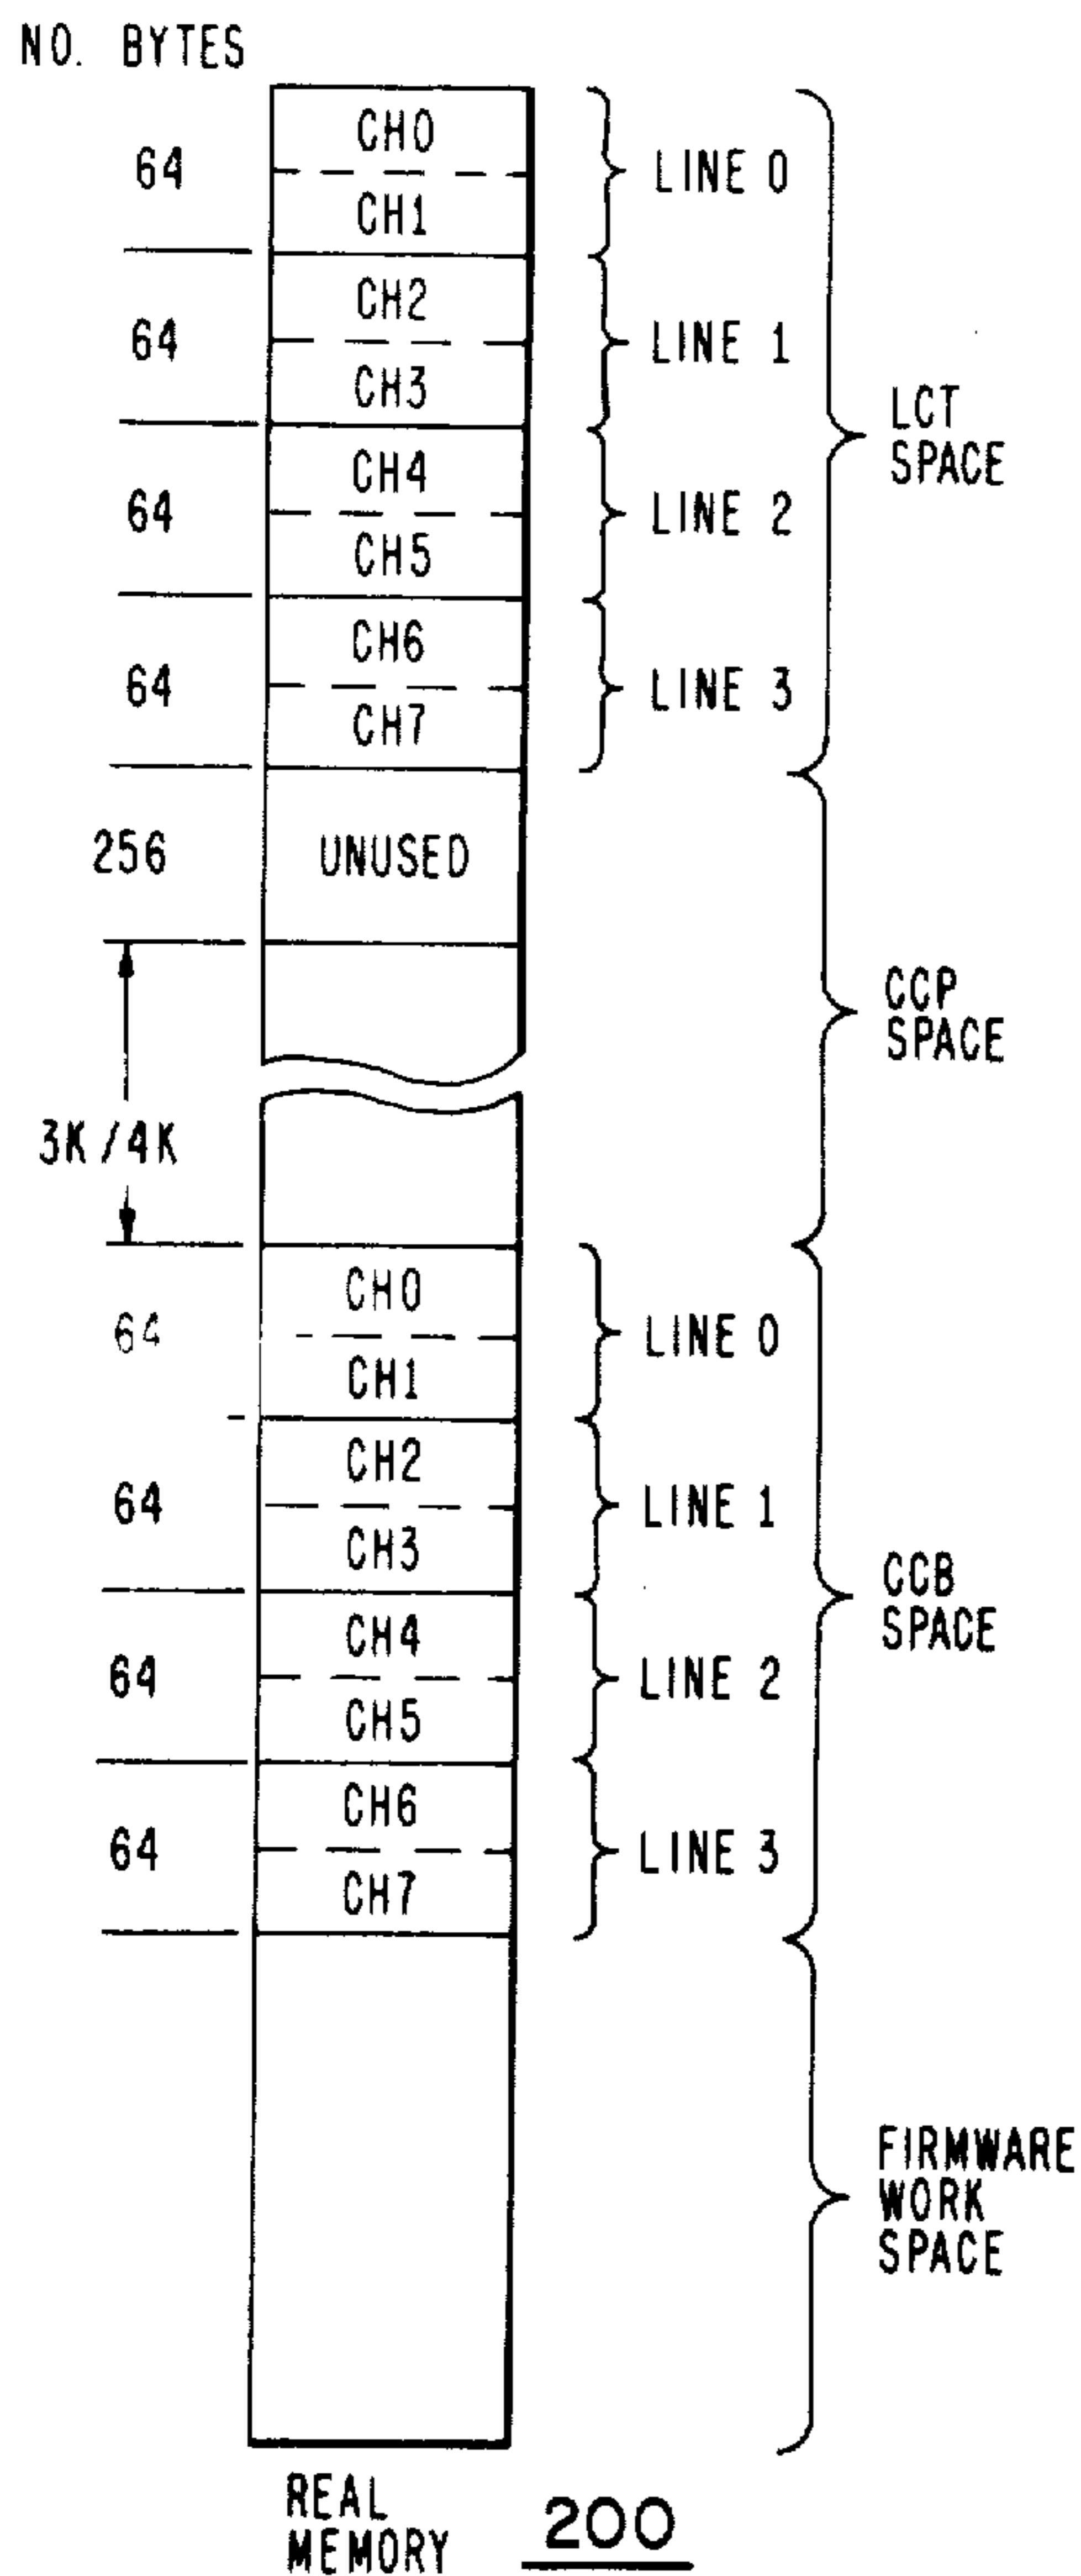 NO. BYTES
64
CH0
CH1
LINE 0
64
CH2
CH3
LINE 1
64
CH4
CH5
LINE 2
64
CH6
CH7
LINE 3
LCT
SPACE
256
UNUSED
3K/4K
CCP
SPACE
64
CH0
CH1
LINE 0
64
CH2
CH3
LINE 1
64
CH4
CH5
LINE 2
64
CH6
CH7
LINE 3
CCB
SPACE
FIRMWARE
WORK
SPACE
REAL
MEMORY
200